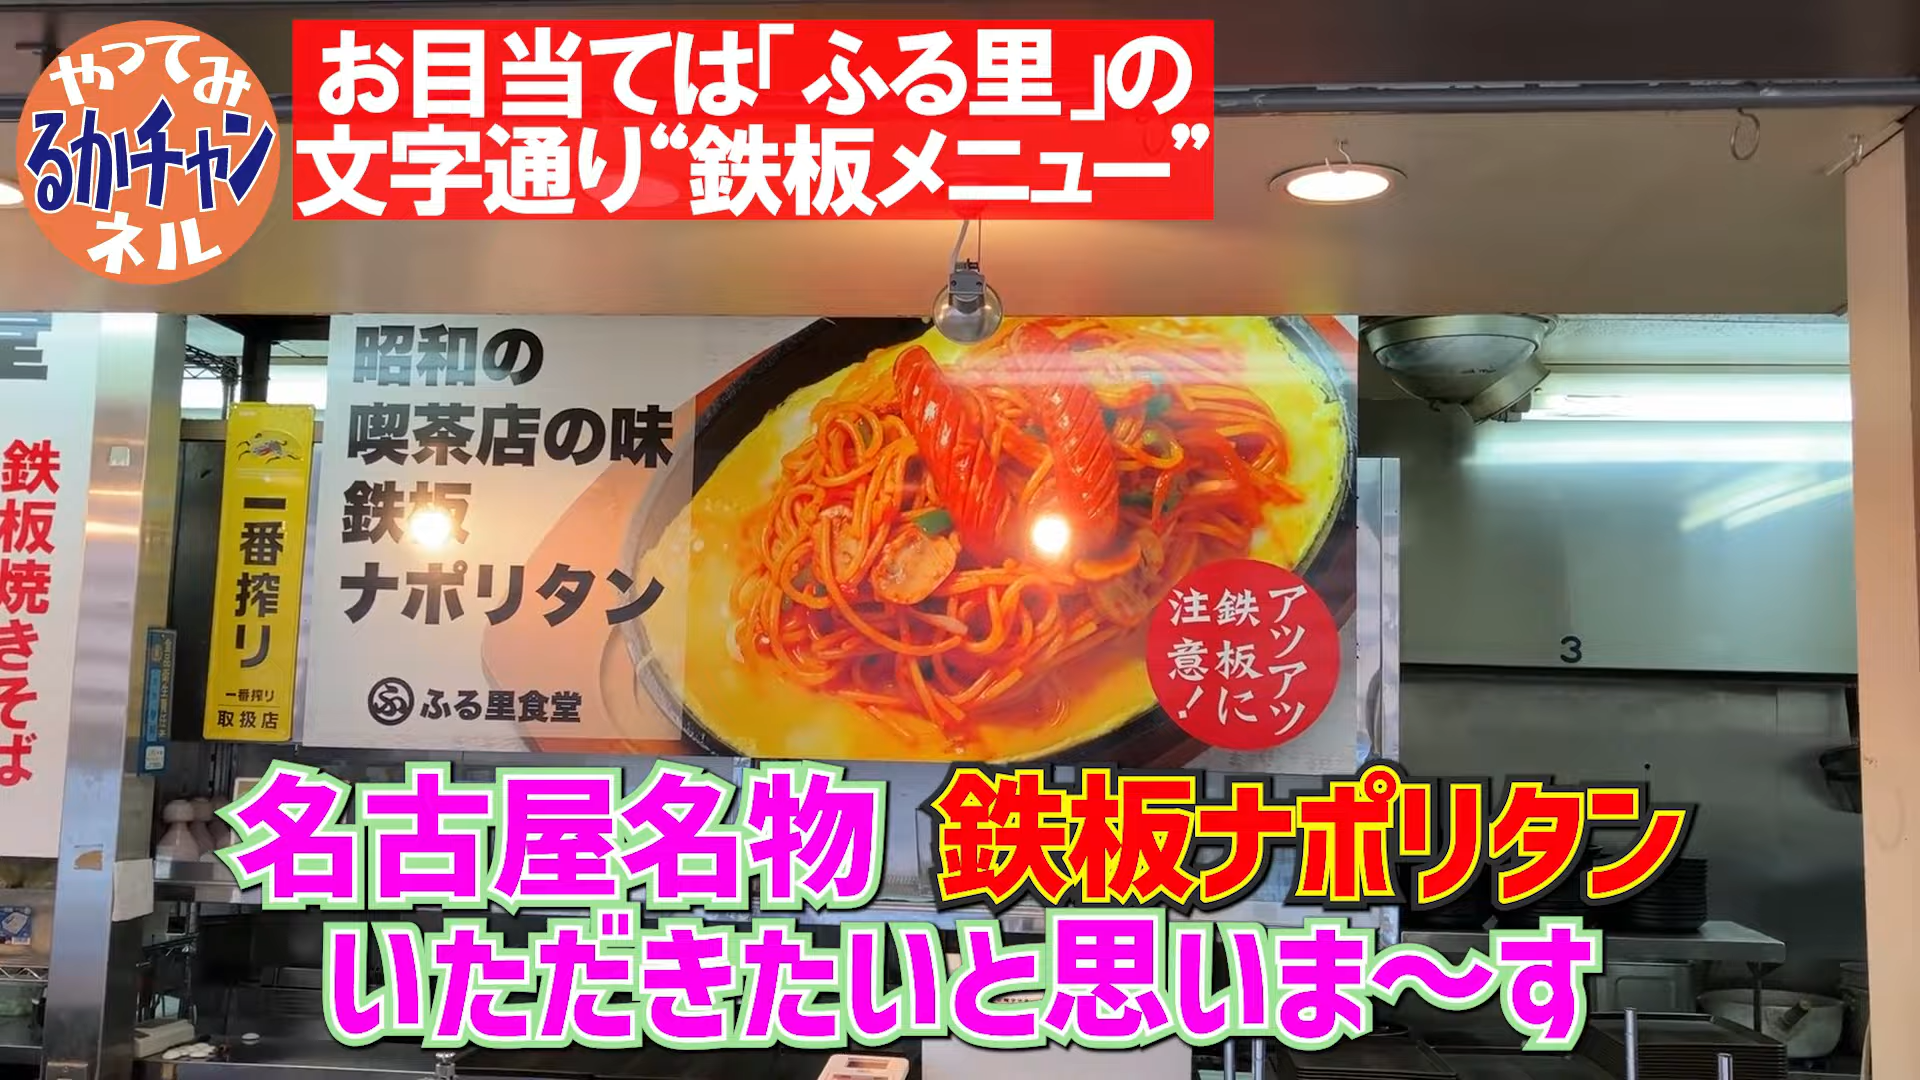 やってみ
るかチャン
ネル
お目当ては「ふる里」の
文字通り“鉄板メニュー”
堂
鉄板焼きそば
一番搾り
一番搾り
取扱店
昭和の
喫茶店の味
鉄板
ナポリタン
ふ ふる里食堂
アツアツ
鉄板に
注意!
3
名古屋名物 鉄板ナポリタン
いただきたいと思いま〜す